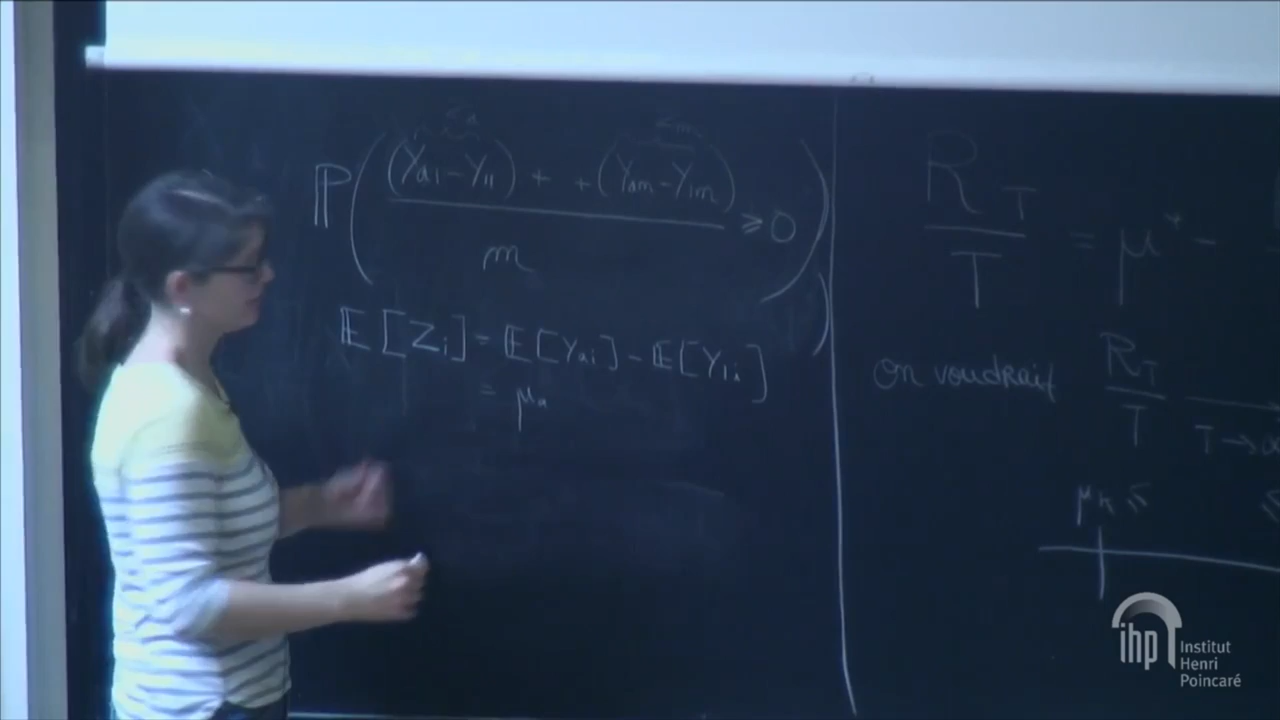 Z₁ Zₘ
ℙ( (Yₐ₁ − Y₁₁) + + (Yₐₘ − Y₁ₘ) / m ⩾ 0 )
𝔼[Zᵢ] = 𝔼[Yₐᵢ] − 𝔼[Y₁ᵢ]
= μₐ
R_T / T = μ* −
on voudrait R_T / T
T →
μ_K ≤
ihp Institut
Henri
Poincaré